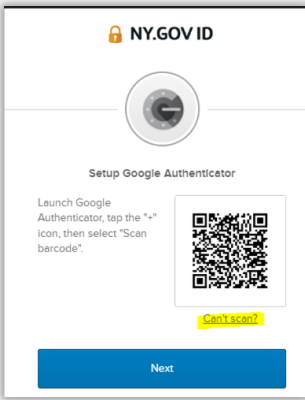 NY.GOV ID
Setup Google Authenticator
Launch Google
Authenticator, tap the "+"
icon, then select "Scan
barcode".
Can't scan?
Next